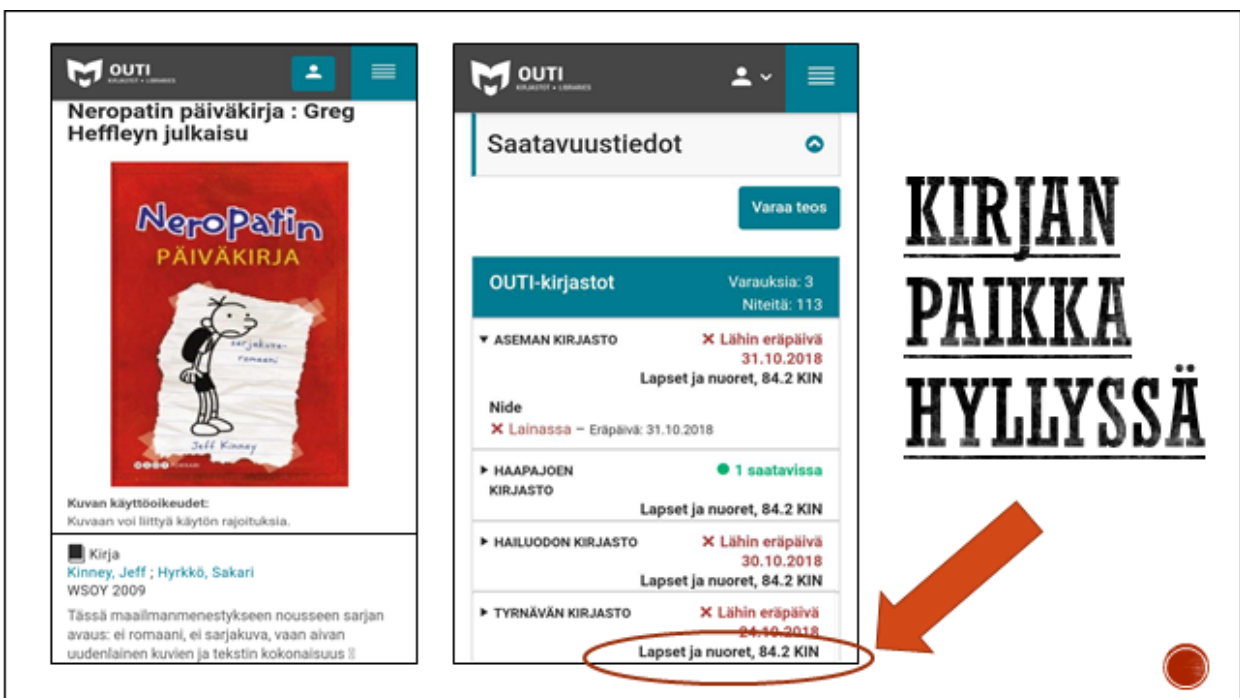 OUTI
KIRJASTOT • LIBRARIES
Neropatin päiväkirja : Greg
Heffleyn julkaisu
NeroPatin
PÄIVÄKIRJA
sarjakuva-
romaani
Jeff Kinney
Kuvan käyttöoikeudet:
Kuvaan voi liittyä käytön rajoituksia.
Kirja
Kinney, Jeff ; Hyrkkö, Sakari
WSOY 2009
Tässä maailmanmenestykseen nousseen sarjan
avaus: ei romaani, ei sarjakuva, vaan aivan
uudenlainen kuvien ja tekstin kokonaisuus
OUTI
KIRJASTOT • LIBRARIES
Saatavuustiedot
Varaa teos
OUTI-kirjastot Varauksia: 3
Niteitä: 113
ASEMAN KIRJASTO Lähin eräpäivä
31.10.2018
Lapset ja nuoret, 84.2 KIN
Nide
Lainassa – Eräpäivä: 31.10.2018
HAAPAJOEN 1 saatavissa
KIRJASTO
Lapset ja nuoret, 84.2 KIN
HAILUODON KIRJASTO Lähin eräpäivä
30.10.2018
Lapset ja nuoret, 84.2 KIN
TYRNÄVÄN KIRJASTO Lähin eräpäivä
24.10.2018
Lapset ja nuoret, 84.2 KIN
KIRJAN
PAIKKA
HYLLYSSÄ